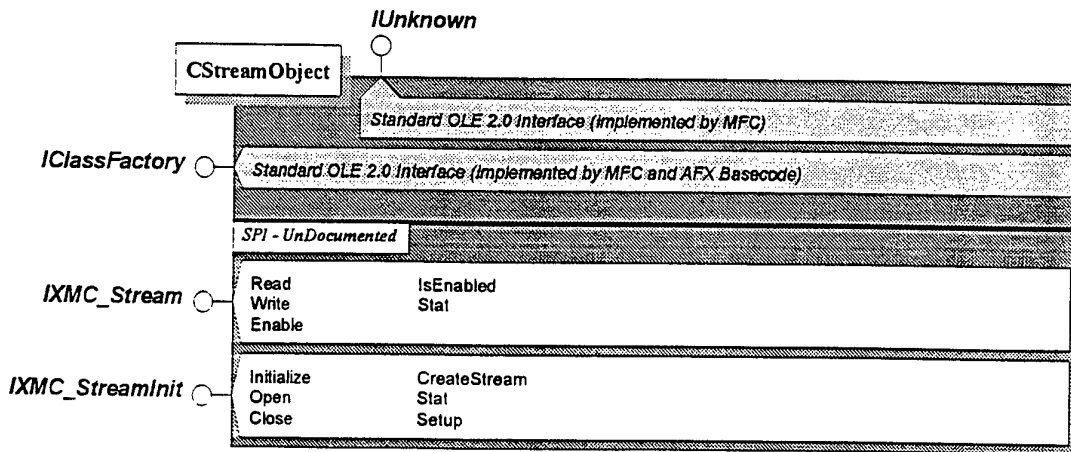 IUnknown
CStreamObject
Standard OLE 2.0 Interface (implemented by MFC)
IClassFactory
Standard OLE 2.0 Interface (implemented by MFC and AFX Basecode)
SPI - UnDocumented
IXMC_Stream
Read IsEnabled
Write Stat
Enable
IXMC_StreamInit
Initialize CreateStream
Open Stat
Close Setup